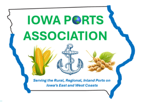 IOWA PORTS
ASSOCIATION
Serving the Rural, Regional, Inland Ports on
Iowa's East and West Coasts